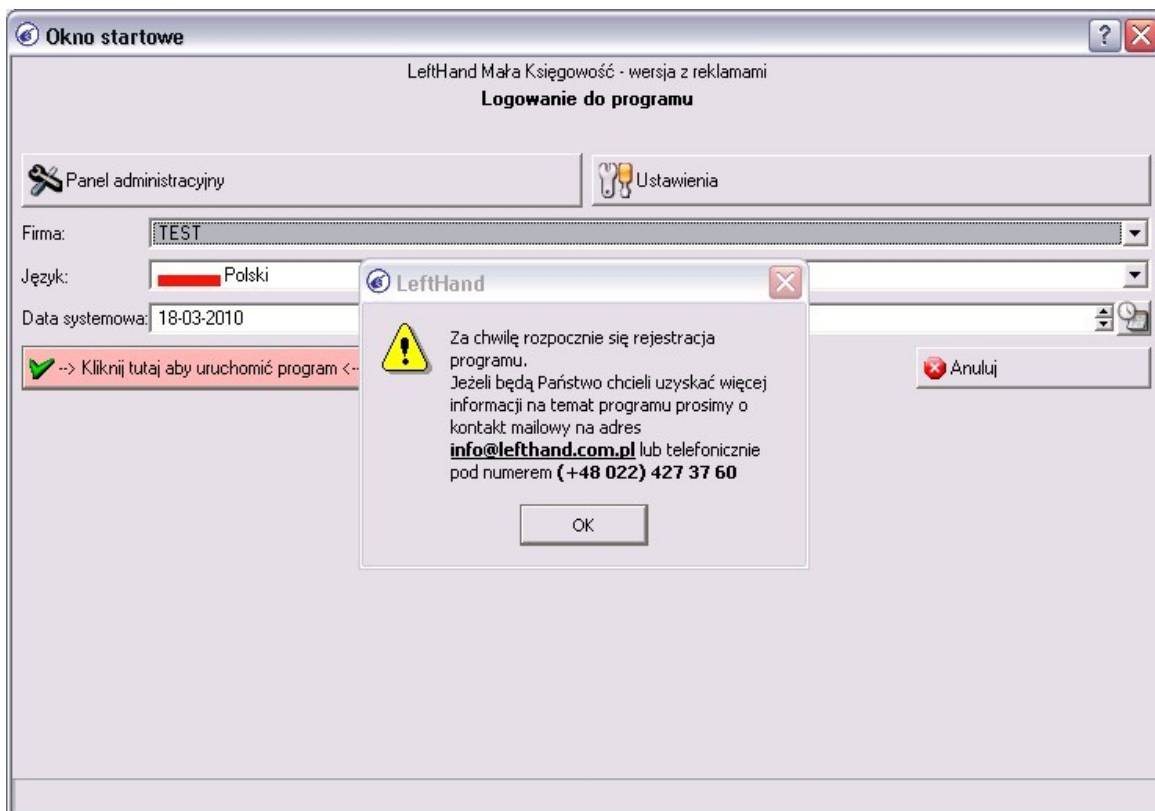 Okno startowe
LeftHand Mała Księgowość - wersja z reklamami
Logowanie do programu
Panel administracyjny
Ustawienia
Firma:
TEST
Język:
Polski
Data systemowa:
18-03-2010
--> Kliknij tutaj aby uruchomić program <--
Anuluj
LeftHand
Za chwilę rozpocznie się rejestracja
programu.
Jeżeli będą Państwo chcieli uzyskać więcej
informacji na temat programu prosimy o
kontakt mailowy na adres
info@lefthand.com.pl lub telefonicznie
pod numerem (+48 022) 427 37 60
OK